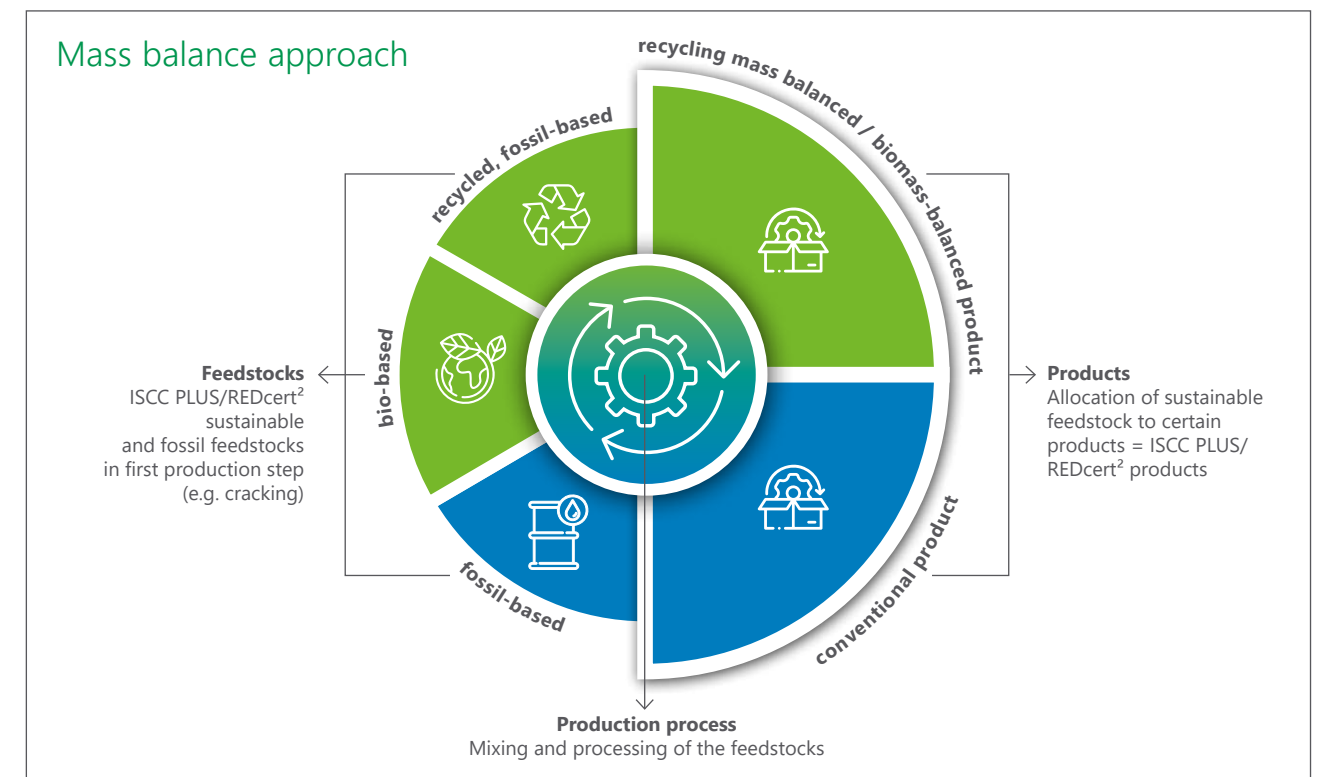 Mass balance approach
recycling mass balanced / biomass-balanced product
recycled, fossil-based
bio-based
fossil-based
conventional product
Feedstocks
ISCC PLUS/REDcert²
sustainable
and fossil feedstocks
in first production step
(e.g. cracking)
Products
Allocation of sustainable
feedstock to certain
products = ISCC PLUS/
REDcert² products
Production process
Mixing and processing of the feedstocks